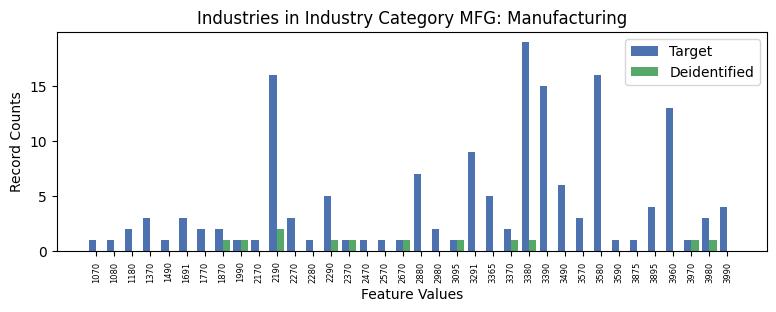 Industries in Industry Category MFG: Manufacturing
Target
Deidentified
Record Counts
15
10
5
0
1070 1080 1180 1370 1490 1691 1770 1870 1990 2170 2190 2270 2280 2290 2370 2470 2570 2670 2880 2980 3095 3291 3365 3370 3380 3390 3490 3570 3580 3590 3875 3895 3960 3970 3980 3990
Feature Values